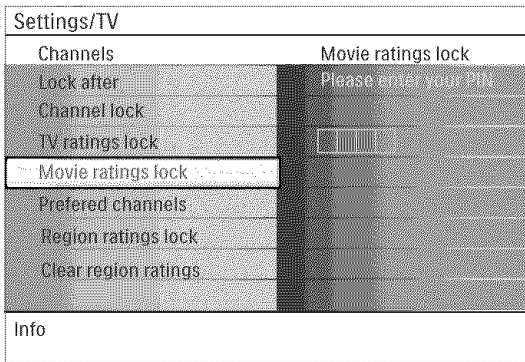 Settings/TV
Channels
Lock after
Channel lock
TV ratings lock
Movie ratings lock
Prefered channels
Region ratings lock
Clear region ratings
Movie ratings lock
Please enter your PIN
Info